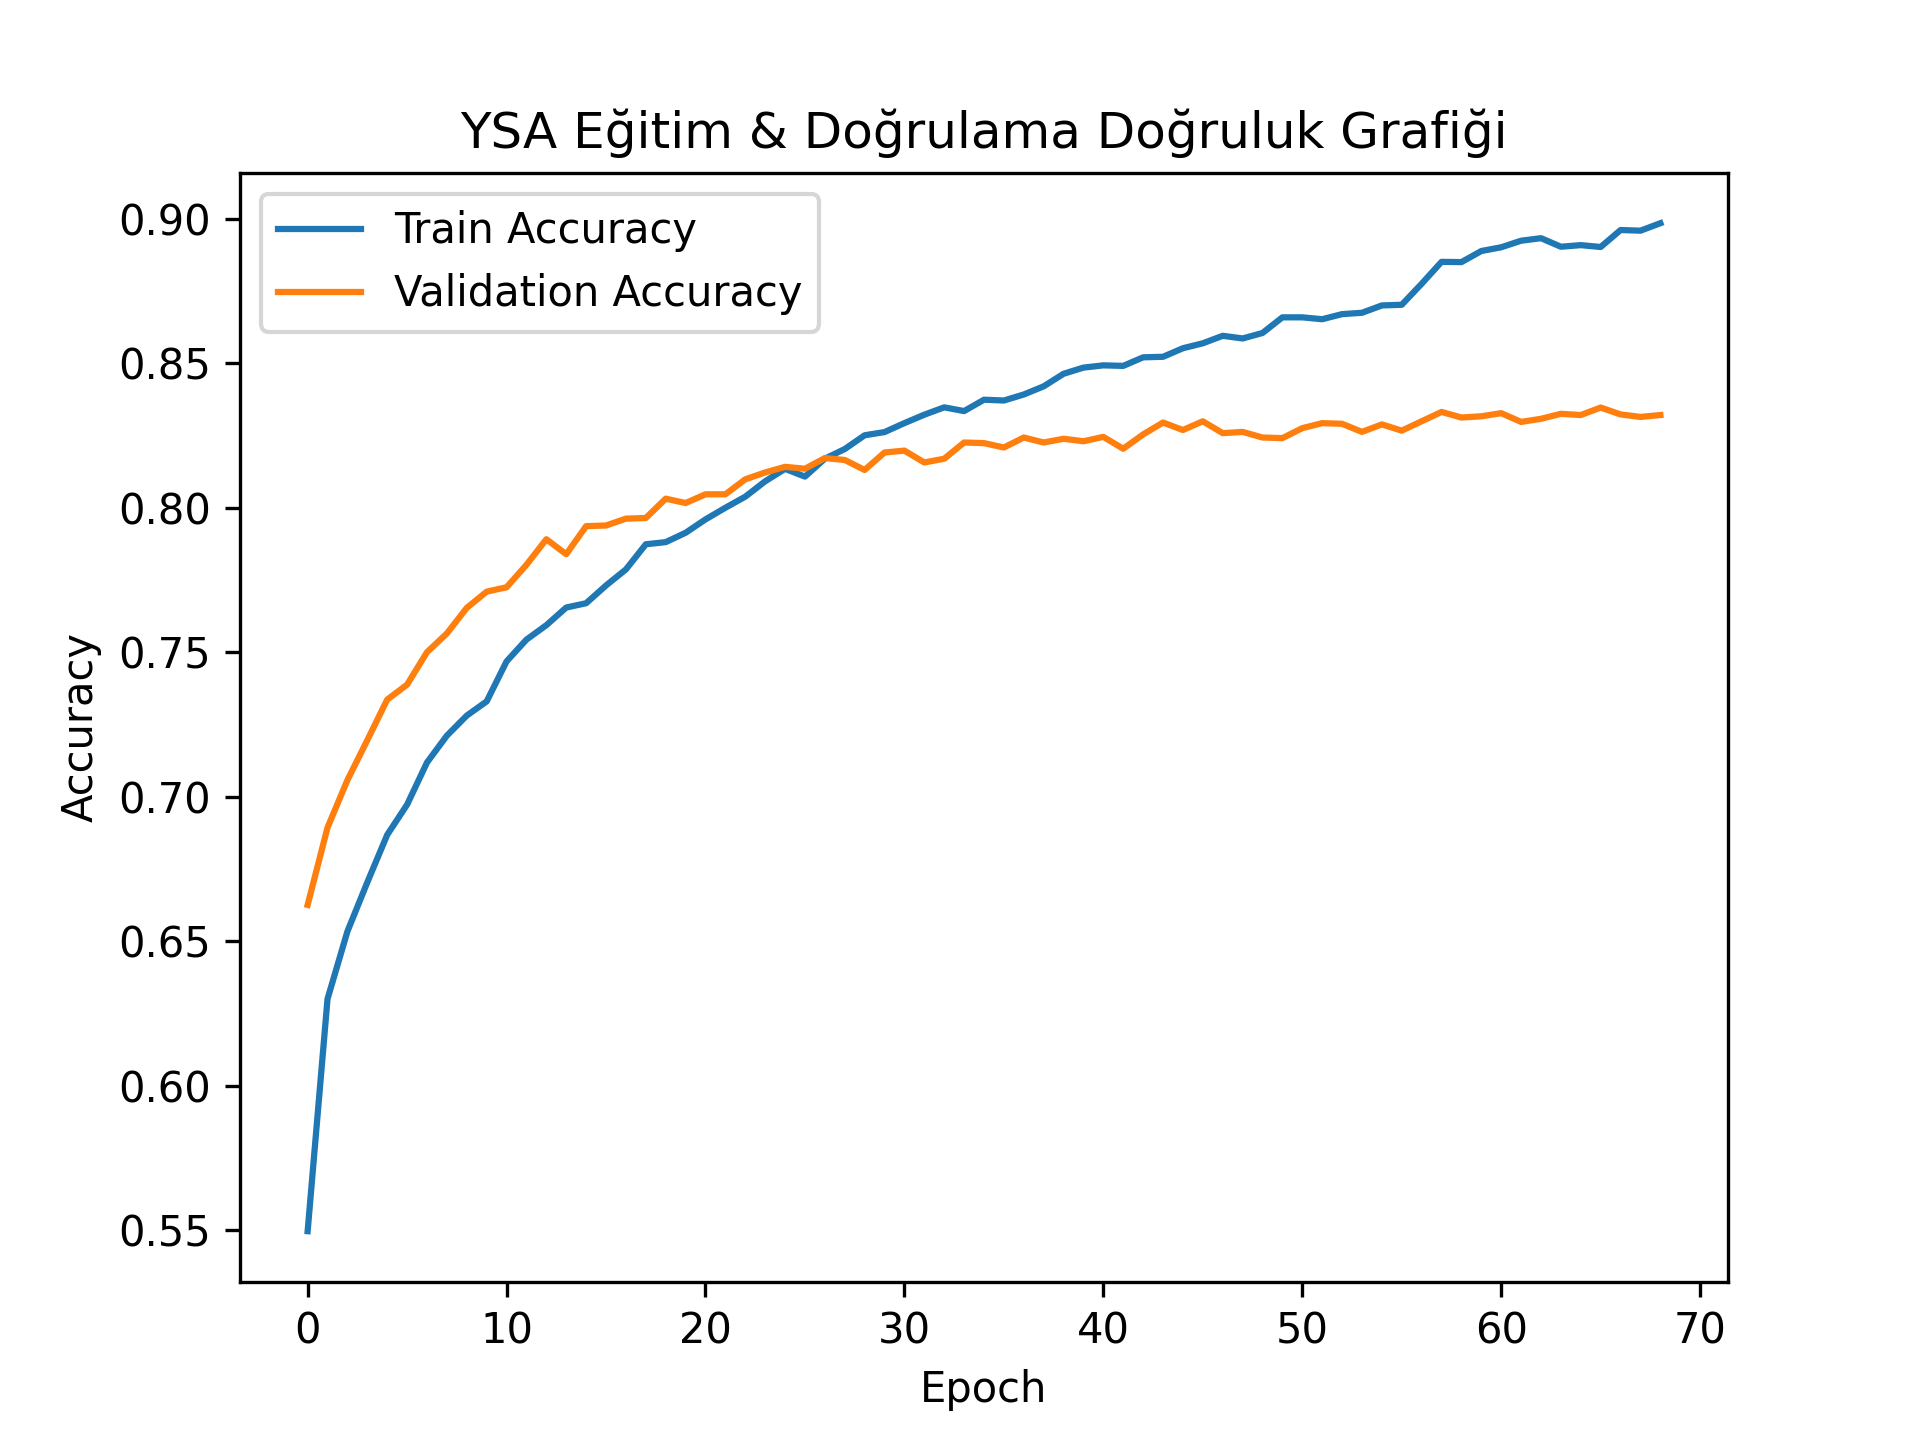 YSA Eğitim & Doğrulama Doğruluk Grafiği
Train Accuracy
Validation Accuracy
0.90
0.85
0.80
0.75
0.70
0.65
0.60
0.55
Accuracy
0 10 20 30 40 50 60 70
Epoch